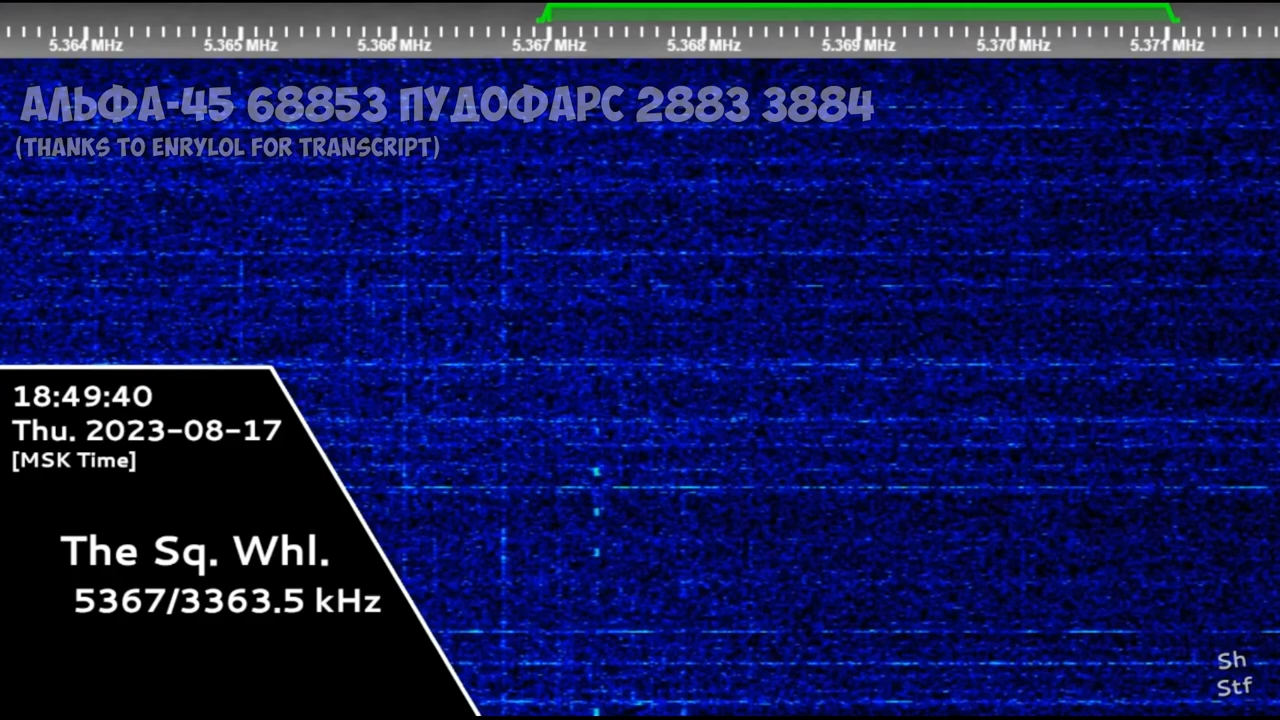 5.364 MHz 5.365 MHz 5.366 MHz 5.367 MHz 5.368 MHz 5.369 MHz 5.370 MHz 5.371 MHz
АЛЬФА-45 68853 ПУДОФАРС 2883 3884
(THANKS TO ENRYLOL FOR TRANSCRIPT)
18:49:40
Thu. 2023-08-17
[MSK Time]
The Sq. Whl.
5367/3363.5 kHz
Sh
Stf